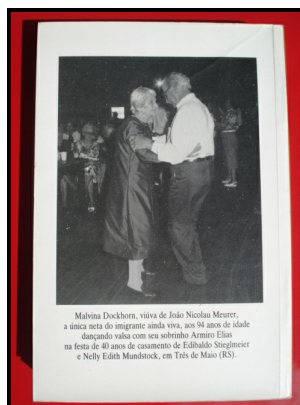 Malvina Dockhorn, viúva de João Nicolau Meurer,
a única neta do imigrante ainda viva, aos 94 anos de idade
dançando valsa com seu sobrinho Armiro Elias
na festa de 40 anos de casamento de Edibaldo Stieglmeier
e Nelly Edith Mundstock, em Três de Maio (RS).